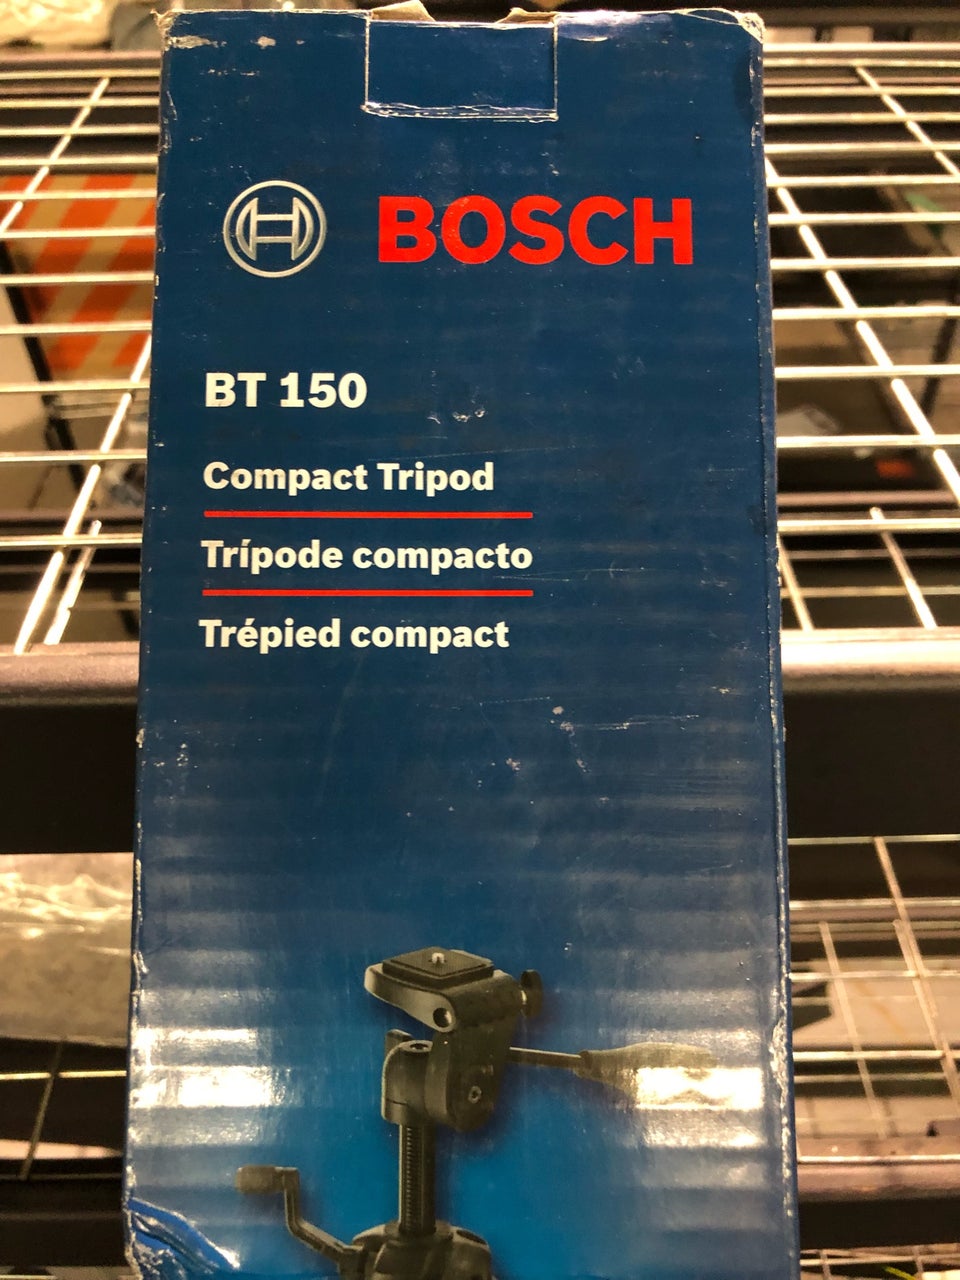 BOSCH
BT 150
Compact Tripod
Trípode compacto
Trépied compact